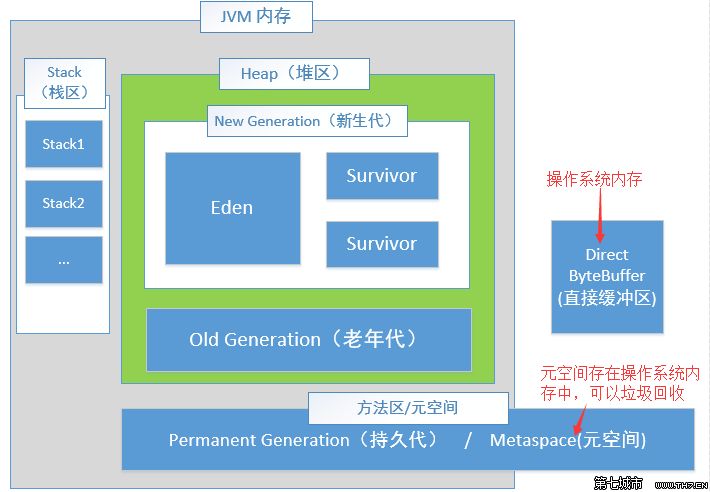 JVM 内存
Stack
（栈区）
Heap（堆区）
New Generation（新生代）
Stack1
Stack2
...
Eden
Survivor
Survivor
Old Generation（老年代）
操作系统内存
Direct
ByteBuffer
(直接缓冲区)
元空间存在操作系统内
存中，可以垃圾回收
方法区/元空间
Permanent Generation（持久代） / Metaspace(元空间)
第七城市 WWW.TH7.CN